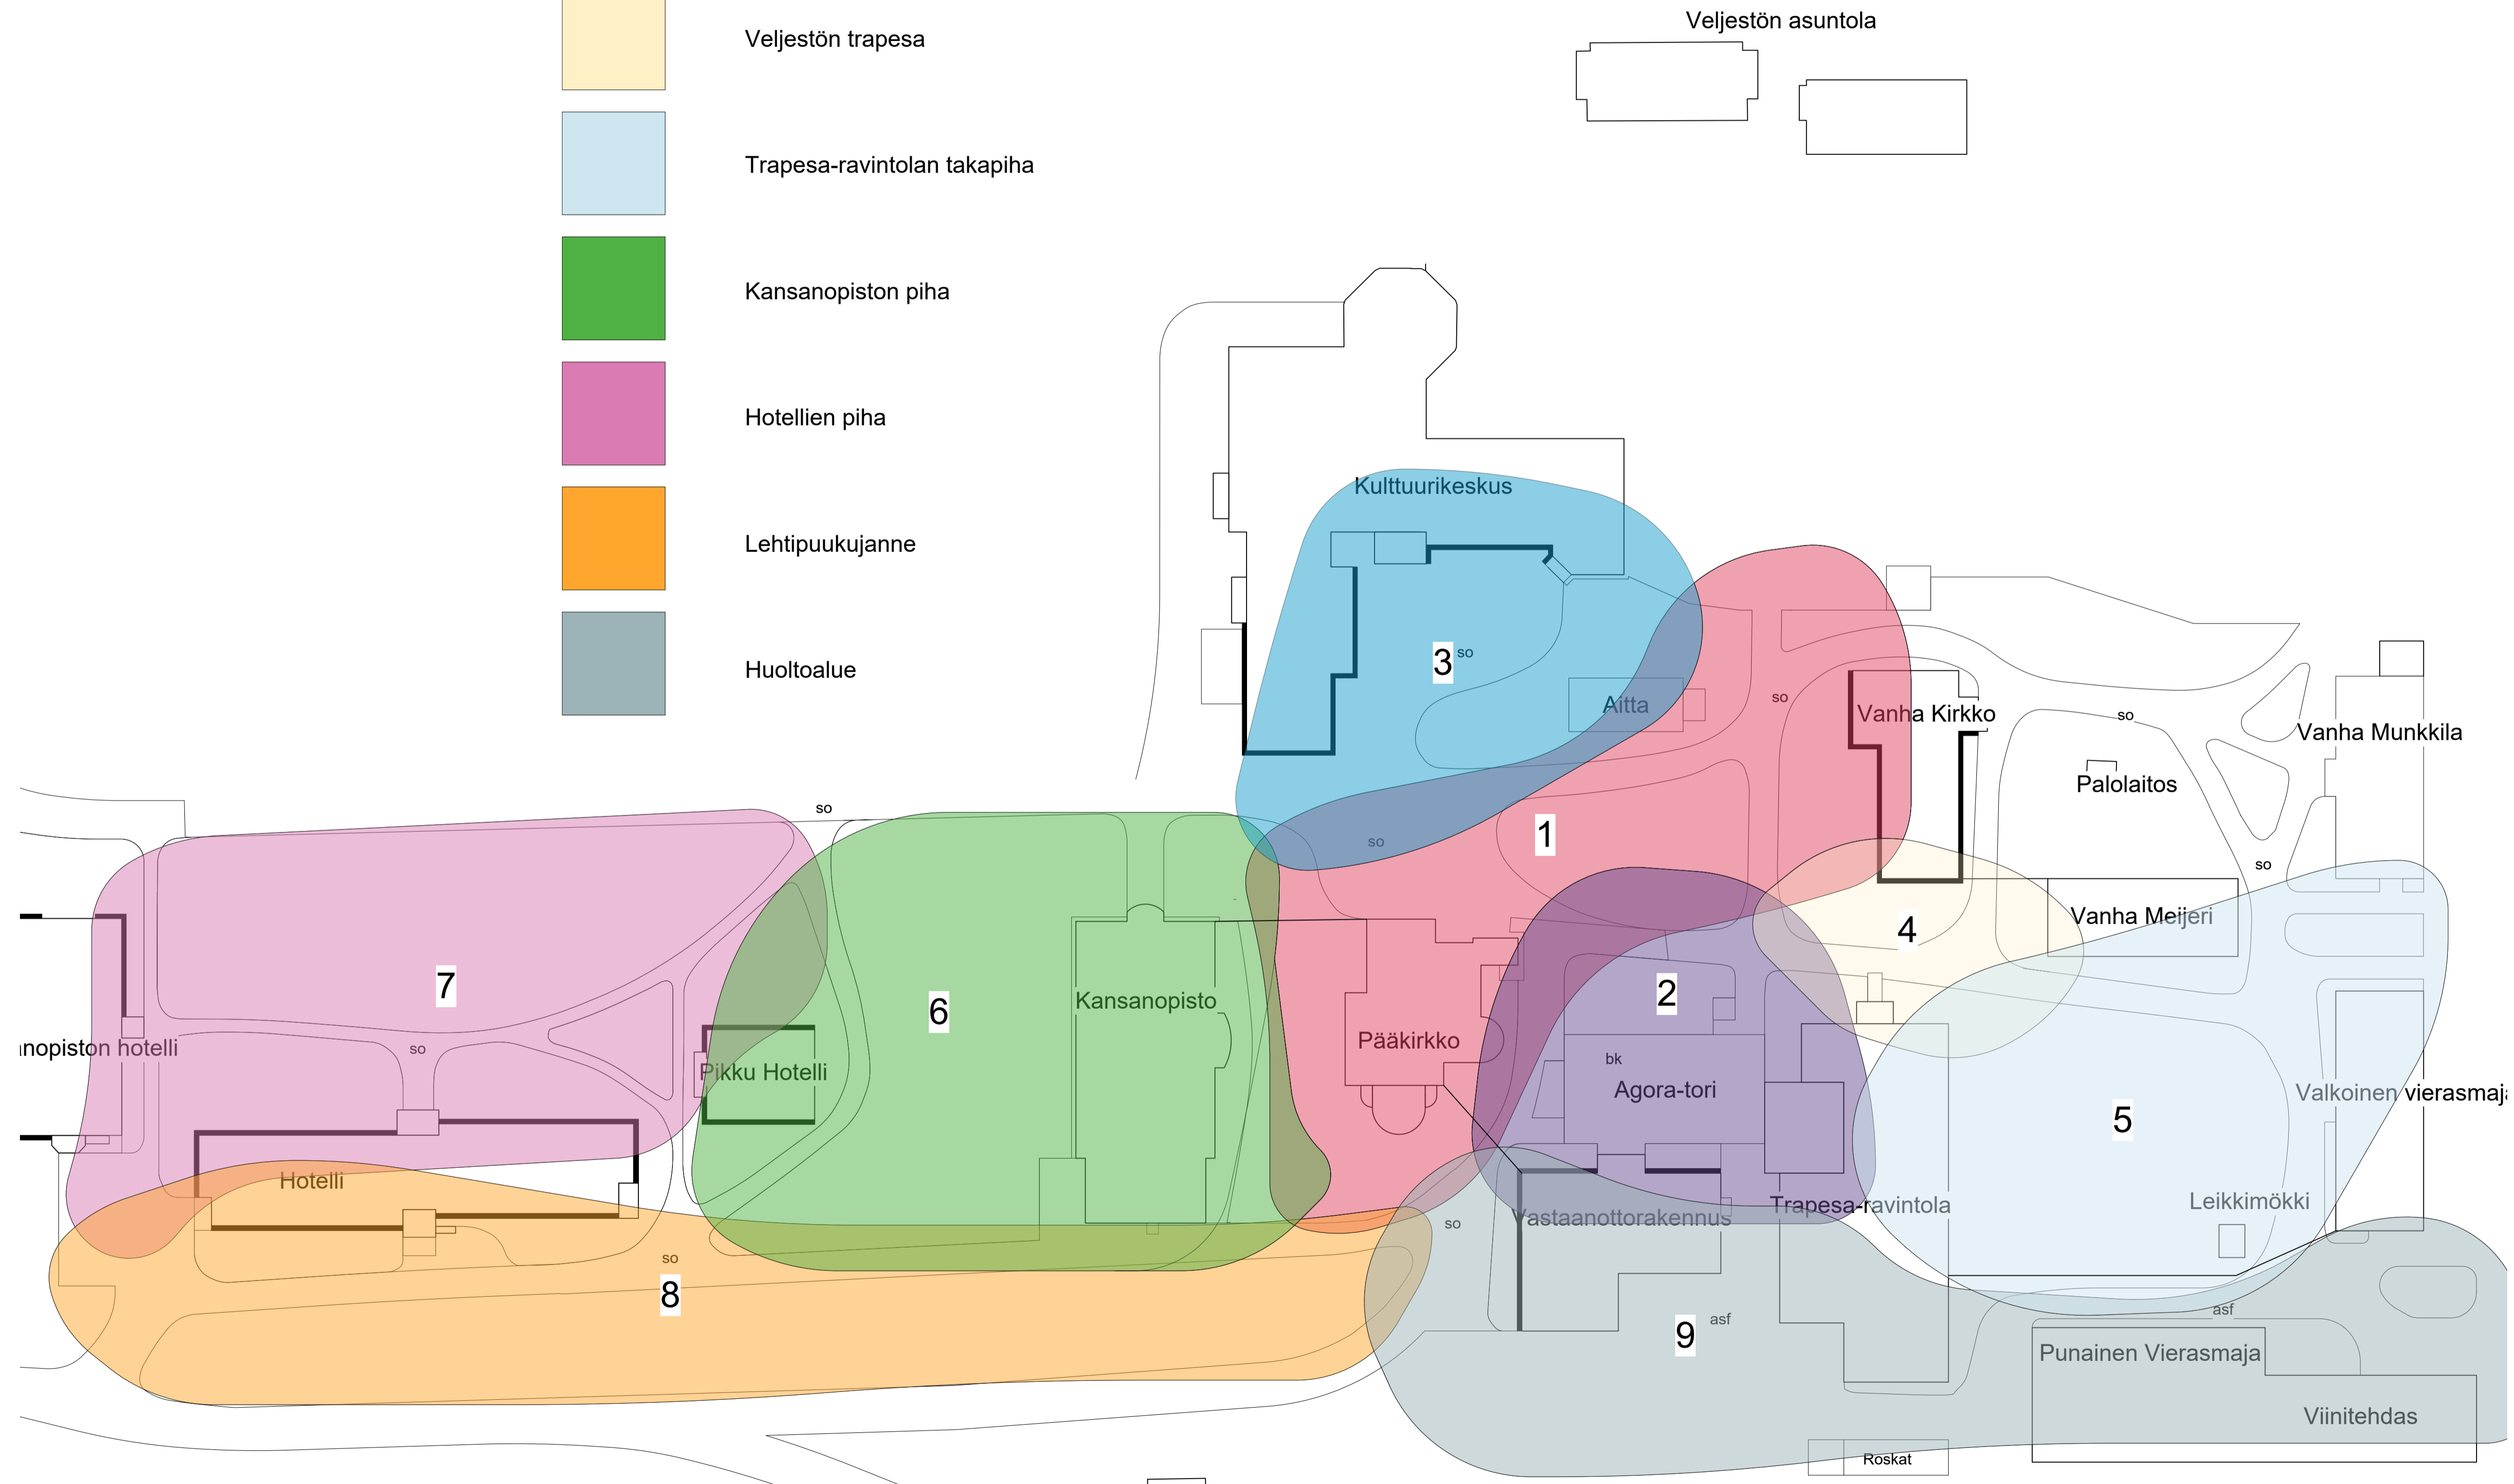 Veljestön asuntola
Veljestön trapesa
Trapesa-ravintolan takapiha
Kansanopiston piha
Hotellien piha
Lehtipuukujanne
Huoltoalue
Kulttuurikeskus
3
so
Aitta
so
Vanha Kirkko
so
Vanha Munkkila
Palolaitos
so
so
1
so
so
Vanha Meijeri
4
7
6
Kansanopisto
2
Pääkirkko
bk
Agora-tori
nopiston hotelli
so
Pikku Hotelli
5
Valkoinen vierasmaja
Hotelli
Leikkimökki
Trapesa-ravintola
Vastaanottorakennus
so
so
8
9
asf
asf
Punainen Vierasmaja
Viinitehdas
Roskat